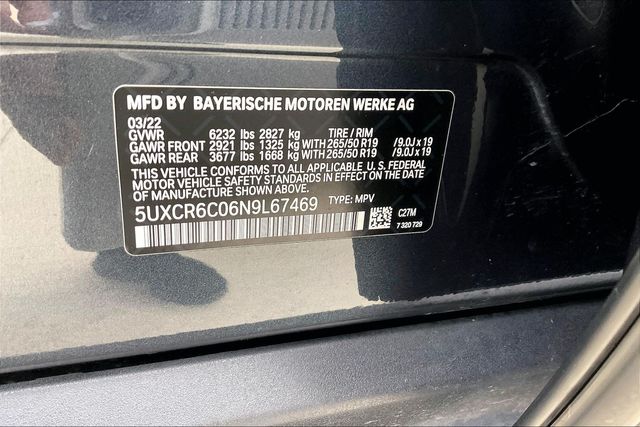 MFD BY BAYERISCHE MOTOREN WERKE AG
03/22
GVWR 6232 lbs 2827 kg TIRE / RIM
GAWR FRONT 2921 lbs 1325 kg WITH 265/50 R19 /9.0J x 19
GAWR REAR 3677 lbs 1668 kg WITH 265/50 R19 /9.0J x 19
THIS VEHICLE CONFORMS TO ALL APPLICABLE U. S. FEDERAL
MOTOR VEHICLE SAFETY STANDARDS IN EFFECT ON THE DATE
OF MANUFACTURE SHOWN ABOVE.
5UXCR6C06N9L67469 TYPE: MPV
C27M
7 320 729